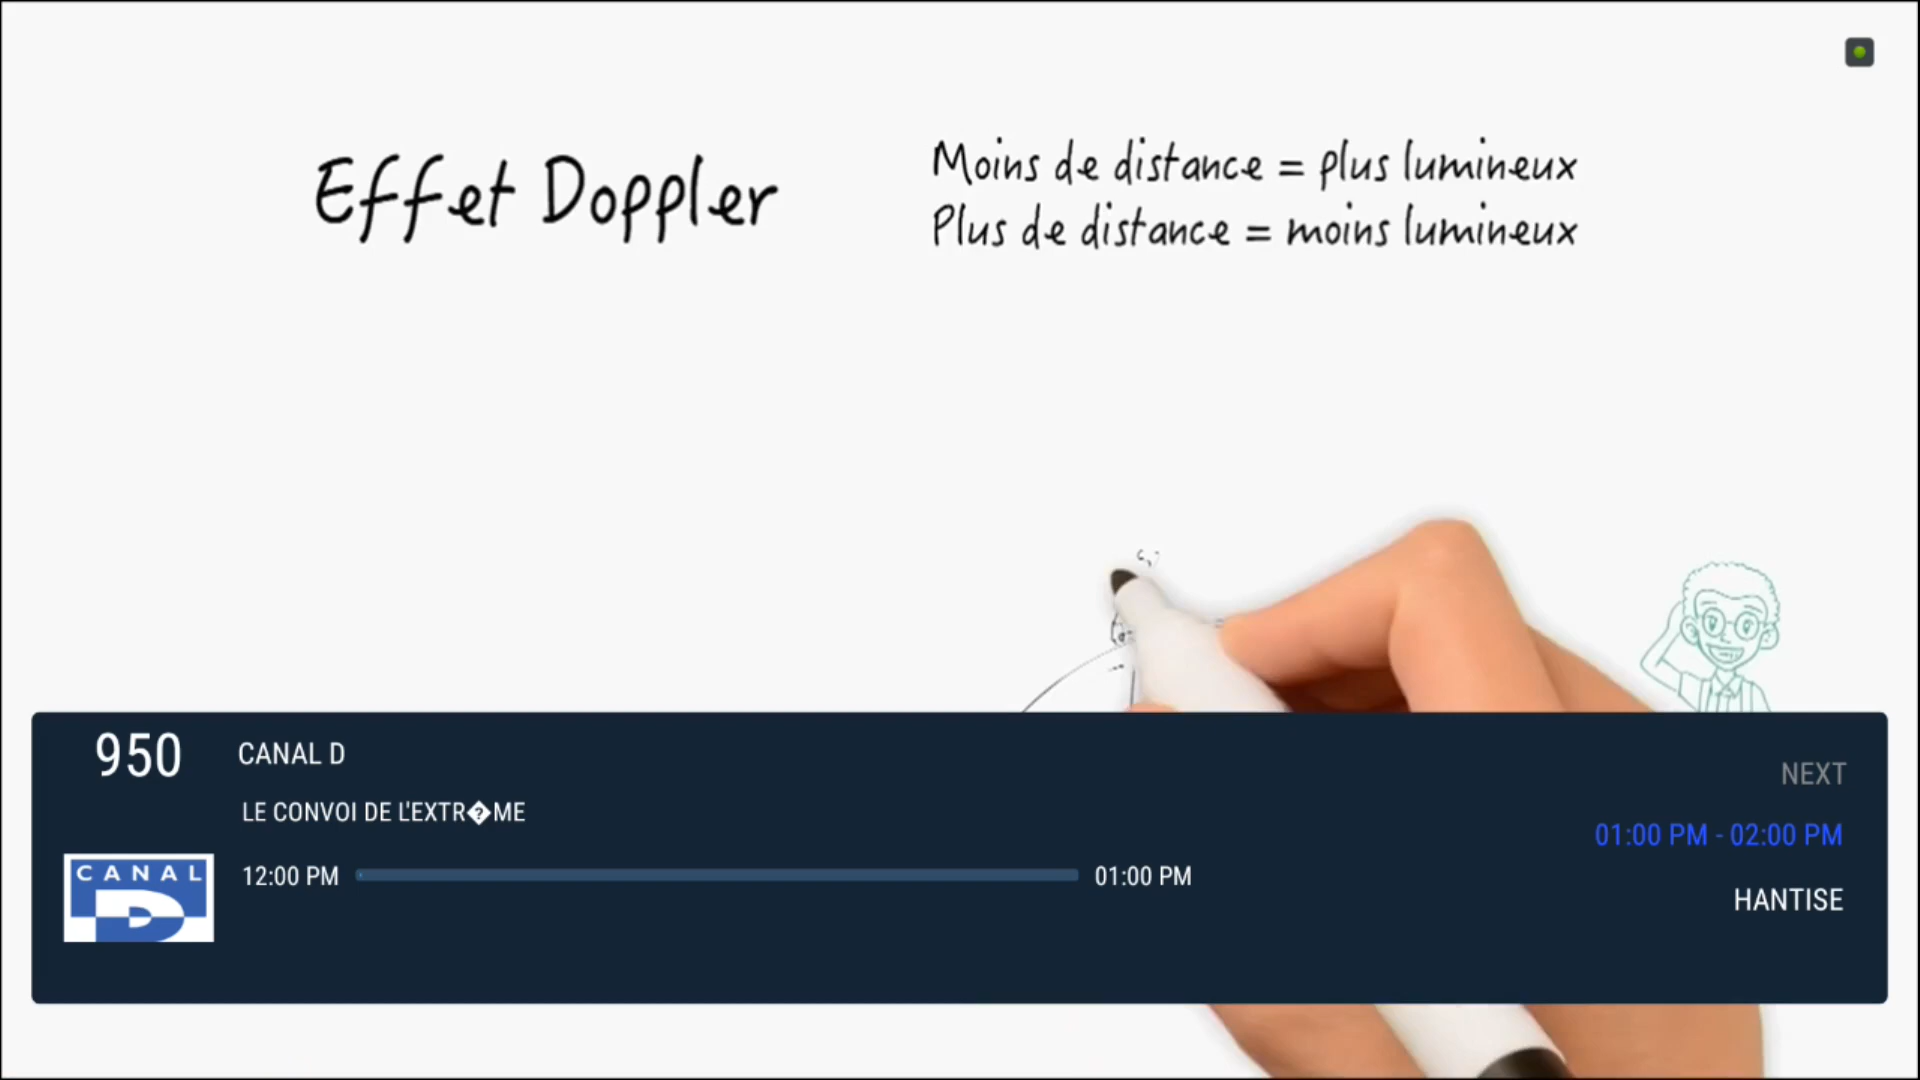 Effet Doppler
Moins de distance = plus lumineux
Plus de distance = moins lumineux
950
CANAL D
LE CONVOI DE L'EXTR�ME
CANAL
D
12:00 PM
01:00 PM
NEXT
01:00 PM - 02:00 PM
HANTISE